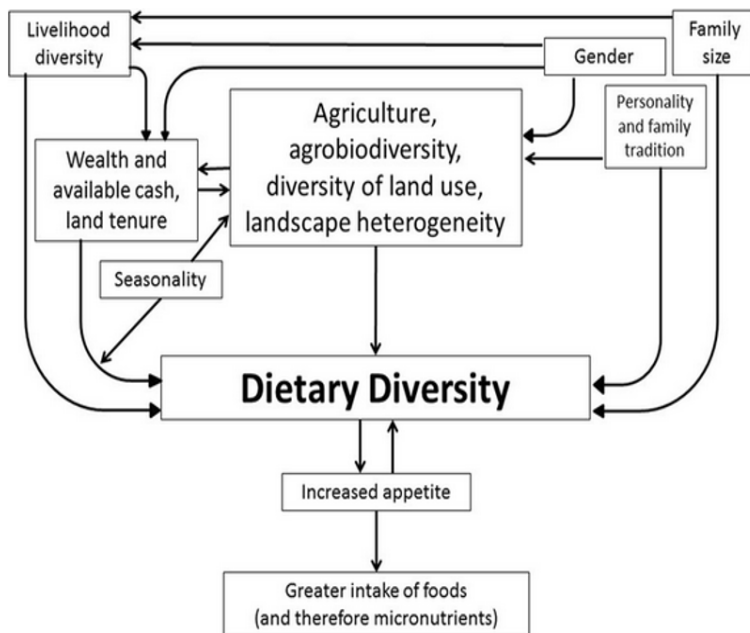 Livelihood
diversity
Family
size
Gender
Personality
and family
tradition
Agriculture,
agrobiodiversity,
diversity of land use,
landscape heterogeneity
Wealth and
available cash,
land tenure
Seasonality
Dietary Diversity
Increased appetite
Greater intake of foods
(and therefore micronutrients)